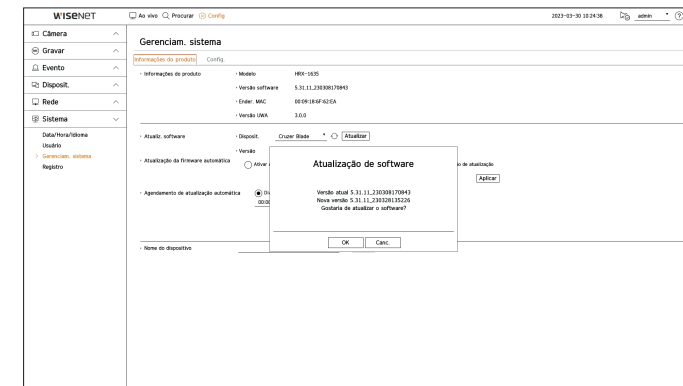 WISENET
Ao vivo Procurar Config
2023-03-30 10:24:38 admin
Câmera
Gravar
Evento
Disposit.
Rede
Sistema
Data/Hora/Idioma
Usuário
Gerenciam. sistema
Registro
Gerenciam. sistema
Informações do produto Config.
Informações do produto
Modelo HRX-1635
Versão software 5.31.11_230308170843
Ender. MAC 00:09:18:6F:62:EA
Versão UWA 3.0.0
Atualiz. software
Disposit. Cruzer Blade Atualizar
Versão
Atualização da firmware automática
Ativar
o de atualização
Aplicar
Agendamento de atualização automática
00:00
Nome do dispositivo
Atualização de software
Versão atual 5.31.11_230308170843
Nova versão 5.31.11_230328135226
Gostaria de atualizar o software?
OK Canc.